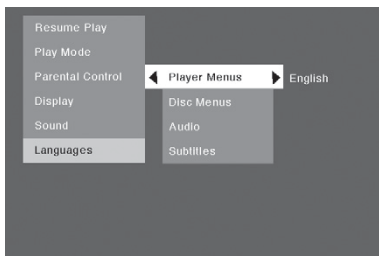 Resume Play
Play Mode
Parental Control
Display
Sound
Languages
Player Menus
Disc Menus
Audio
Subtitles
English